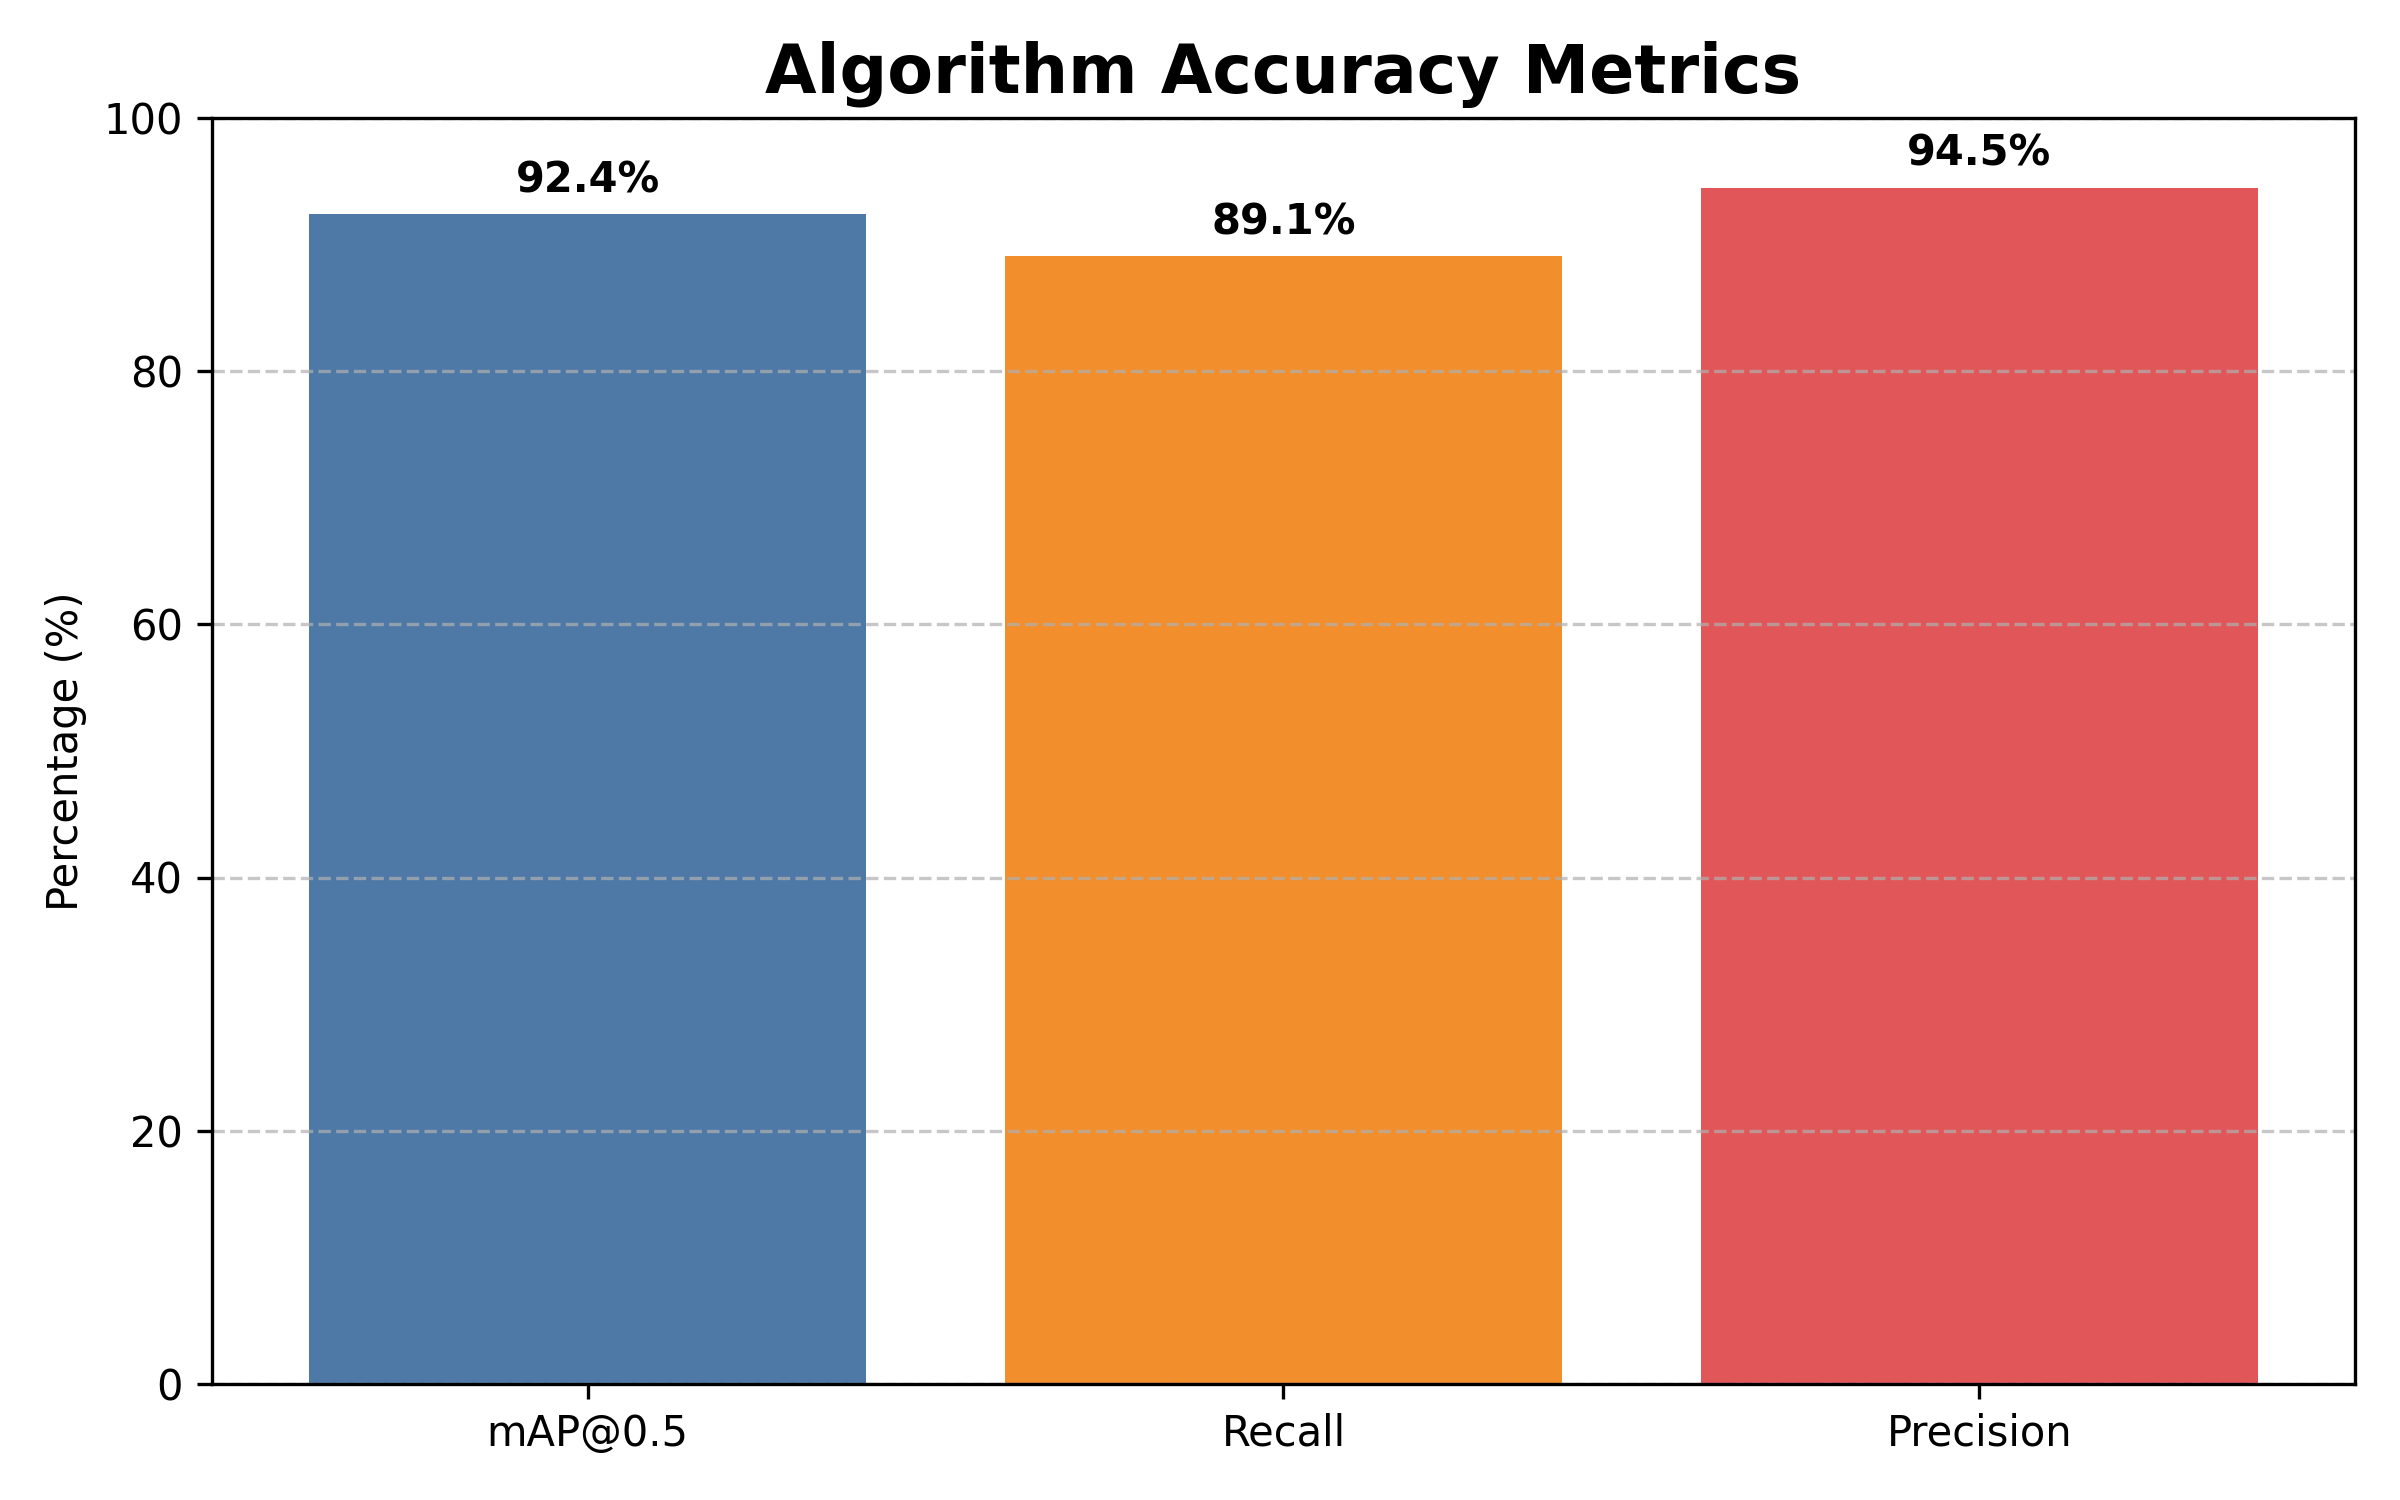 Algorithm Accuracy Metrics
100
80
60
40
20
0
Percentage (%)
92.4%
89.1%
94.5%
mAP@0.5
Recall
Precision